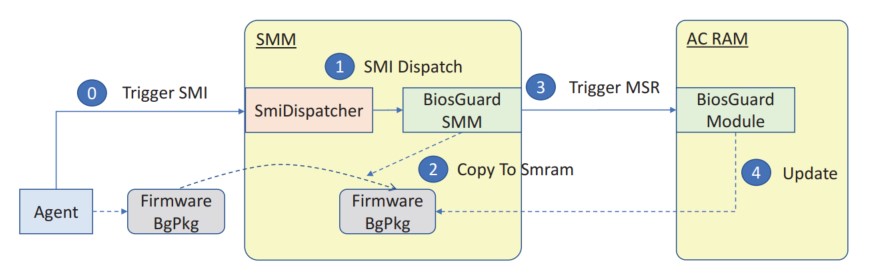 SMM
AC RAM
1
SMI Dispatch
0
Trigger SMI
3
Trigger MSR
SmiDispatcher
BiosGuard
SMM
BiosGuard
Module
2
Copy To Smram
4
Update
Agent
Firmware
BgPkg
Firmware
BgPkg